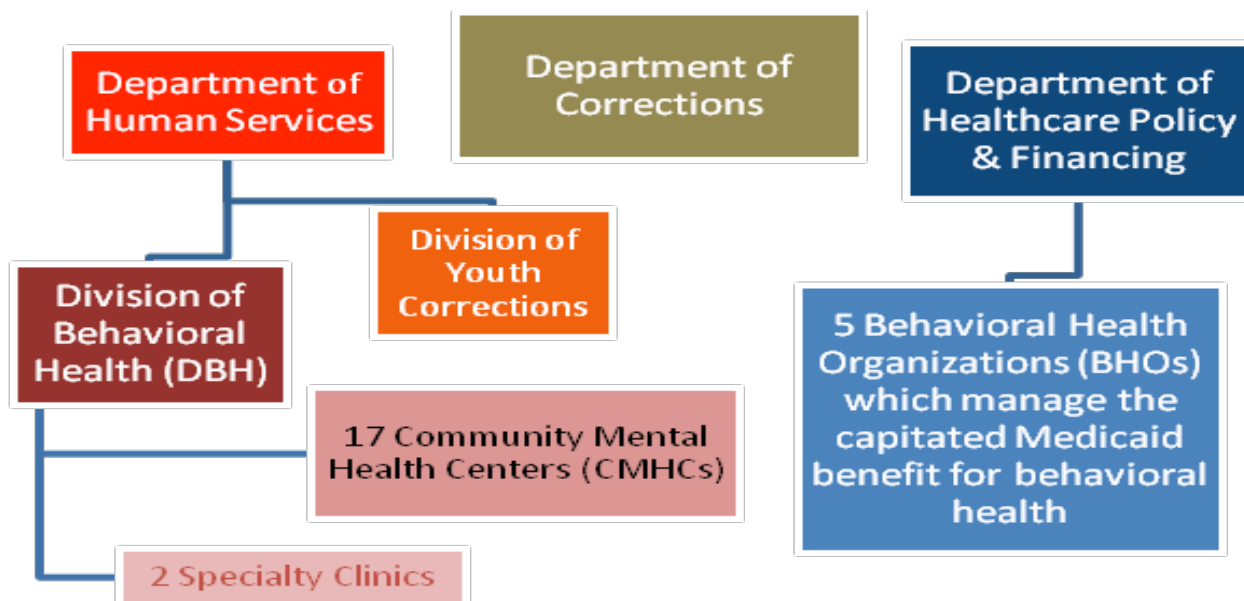 Department of
Human Services
Department of
Corrections
Department of
Healthcare Policy
& Financing
Division of
Youth
Corrections
Division of
Behavioral
Health (DBH)
5 Behavioral Health
Organizations (BHOs)
which manage the
capitated Medicaid
benefit for behavioral
health
17 Community Mental
Health Centers (CMHCs)
2 Specialty Clinics